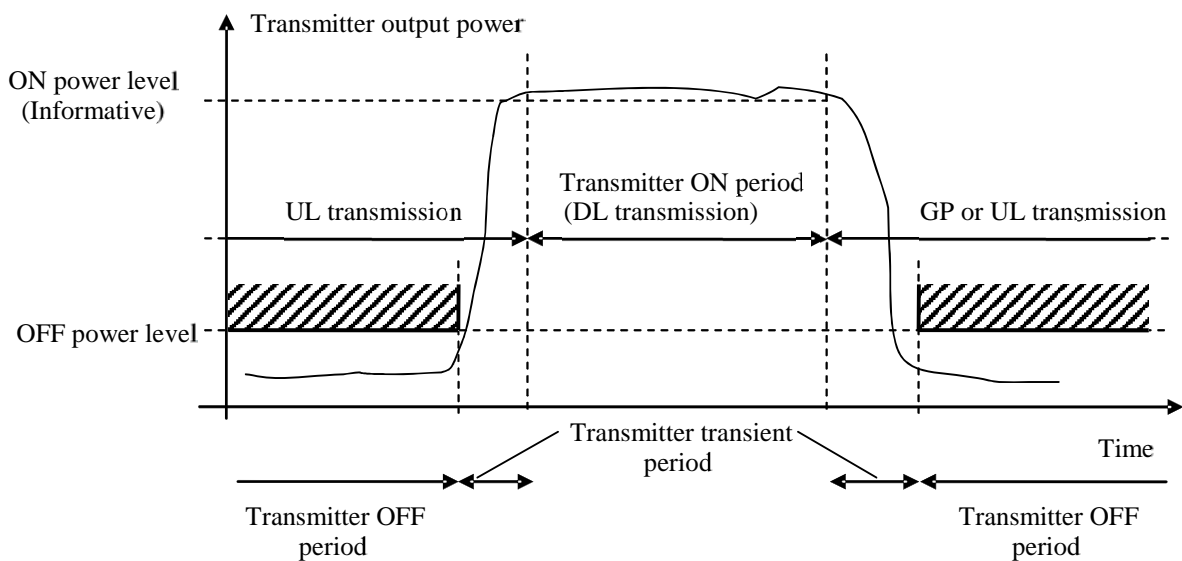 Transmitter output power
ON power level
(Informative)
Transmitter ON period
(DL transmission)
UL transmission
GP or UL transmission
OFF power level
Transmitter transient
period
Time
Transmitter OFF
period
Transmitter OFF
period